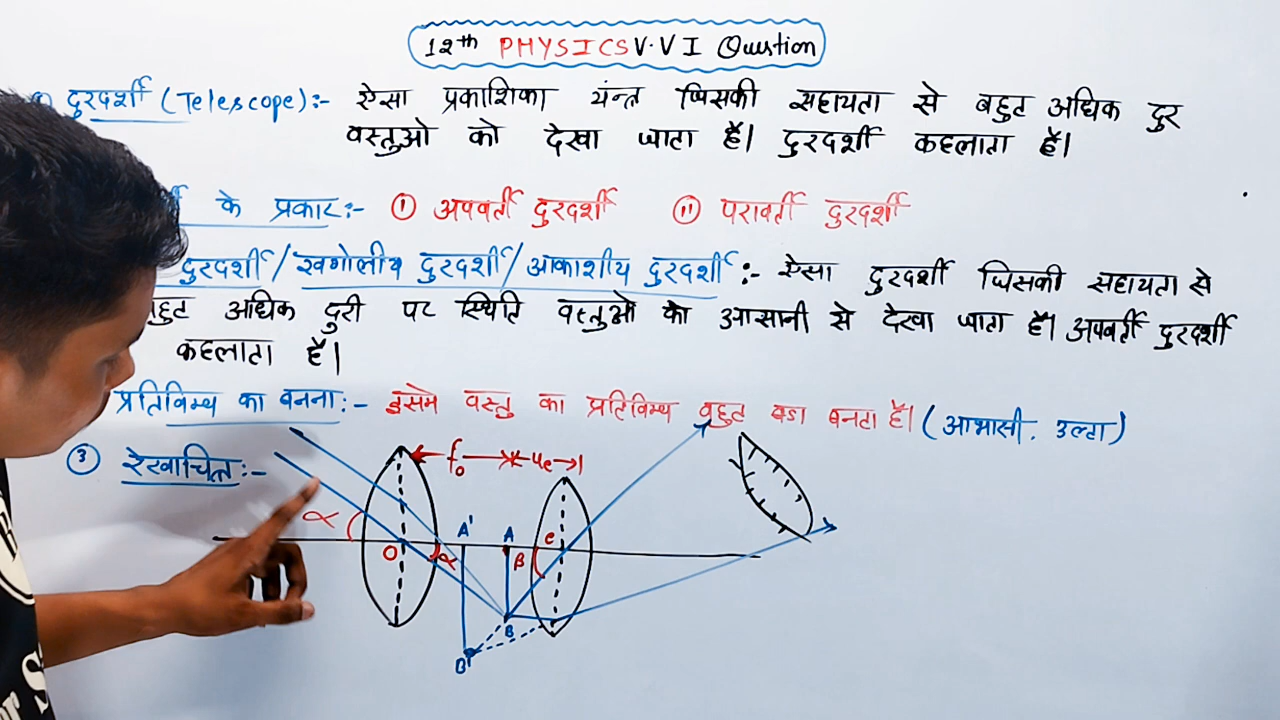 12th PHYSICS V.V I Question
दुरदर्शी (Telescope):- ऐसा प्रकाशिका यंन्त जिसकी सहायता से बहुत अधिक दुर
वस्तुओ को देखा जाता हैं। दुरदर्शी कहलाता हैं।
के प्रकार:- (i) अपवर्ती दुरदर्शी (ii) परावर्ती दुरदर्शी
दुरदर्शी/खगोलीय दुरदर्शी/आकाशीय दुरदर्शी:- ऐसा दुरदर्शी जिसकी सहायता से
बहुत अधिक दुरी पर स्थिति वस्तुओ का आसानी से देखा जाता हैं। अपवर्ती दुरदर्शी
कहलाता हैं।
प्रतिविम्ब का बनना:- इसमे वस्तु का प्रतिविम्ब बहुत बडा बनता हैं। (आभासी, उल्टा)
③ रेखाचित्त:-
f₀ ue
α O α A' A β e
B
B'